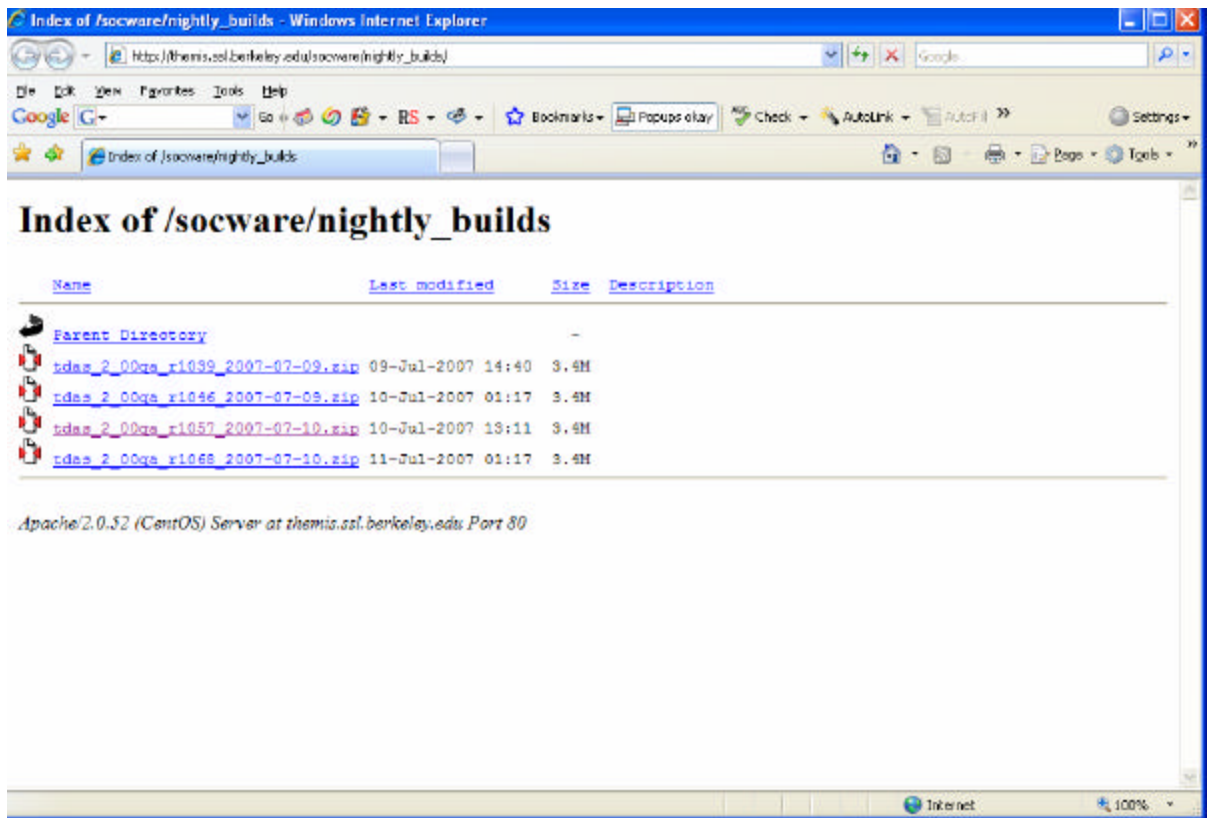 Index of /socware/nightly_builds - Windows Internet Explorer
http://themis.ssl.berkeley.edu/socware/nightly_builds/ Google
File Edit View Favorites Tools Help
Google G Go RS Bookmarks Popups okay Check AutoLink AutoFill Settings
Index of /socware/nightly_builds Page Tools
Index of /socware/nightly_builds
Name Last modified Size Description
Parent Directory -
tdas_2_00qa_r1039_2007-07-09.zip 09-Jul-2007 14:40 3.4M
tdas_2_00qa_r1046_2007-07-09.zip 10-Jul-2007 01:17 3.4M
tdas_2_00qa_r1057_2007-07-10.zip 10-Jul-2007 13:11 3.4M
tdas_2_00qa_r1068_2007-07-10.zip 11-Jul-2007 01:17 3.4M
Apache/2.0.52 (CentOS) Server at themis.ssl.berkeley.edu Port 80
Internet 100%